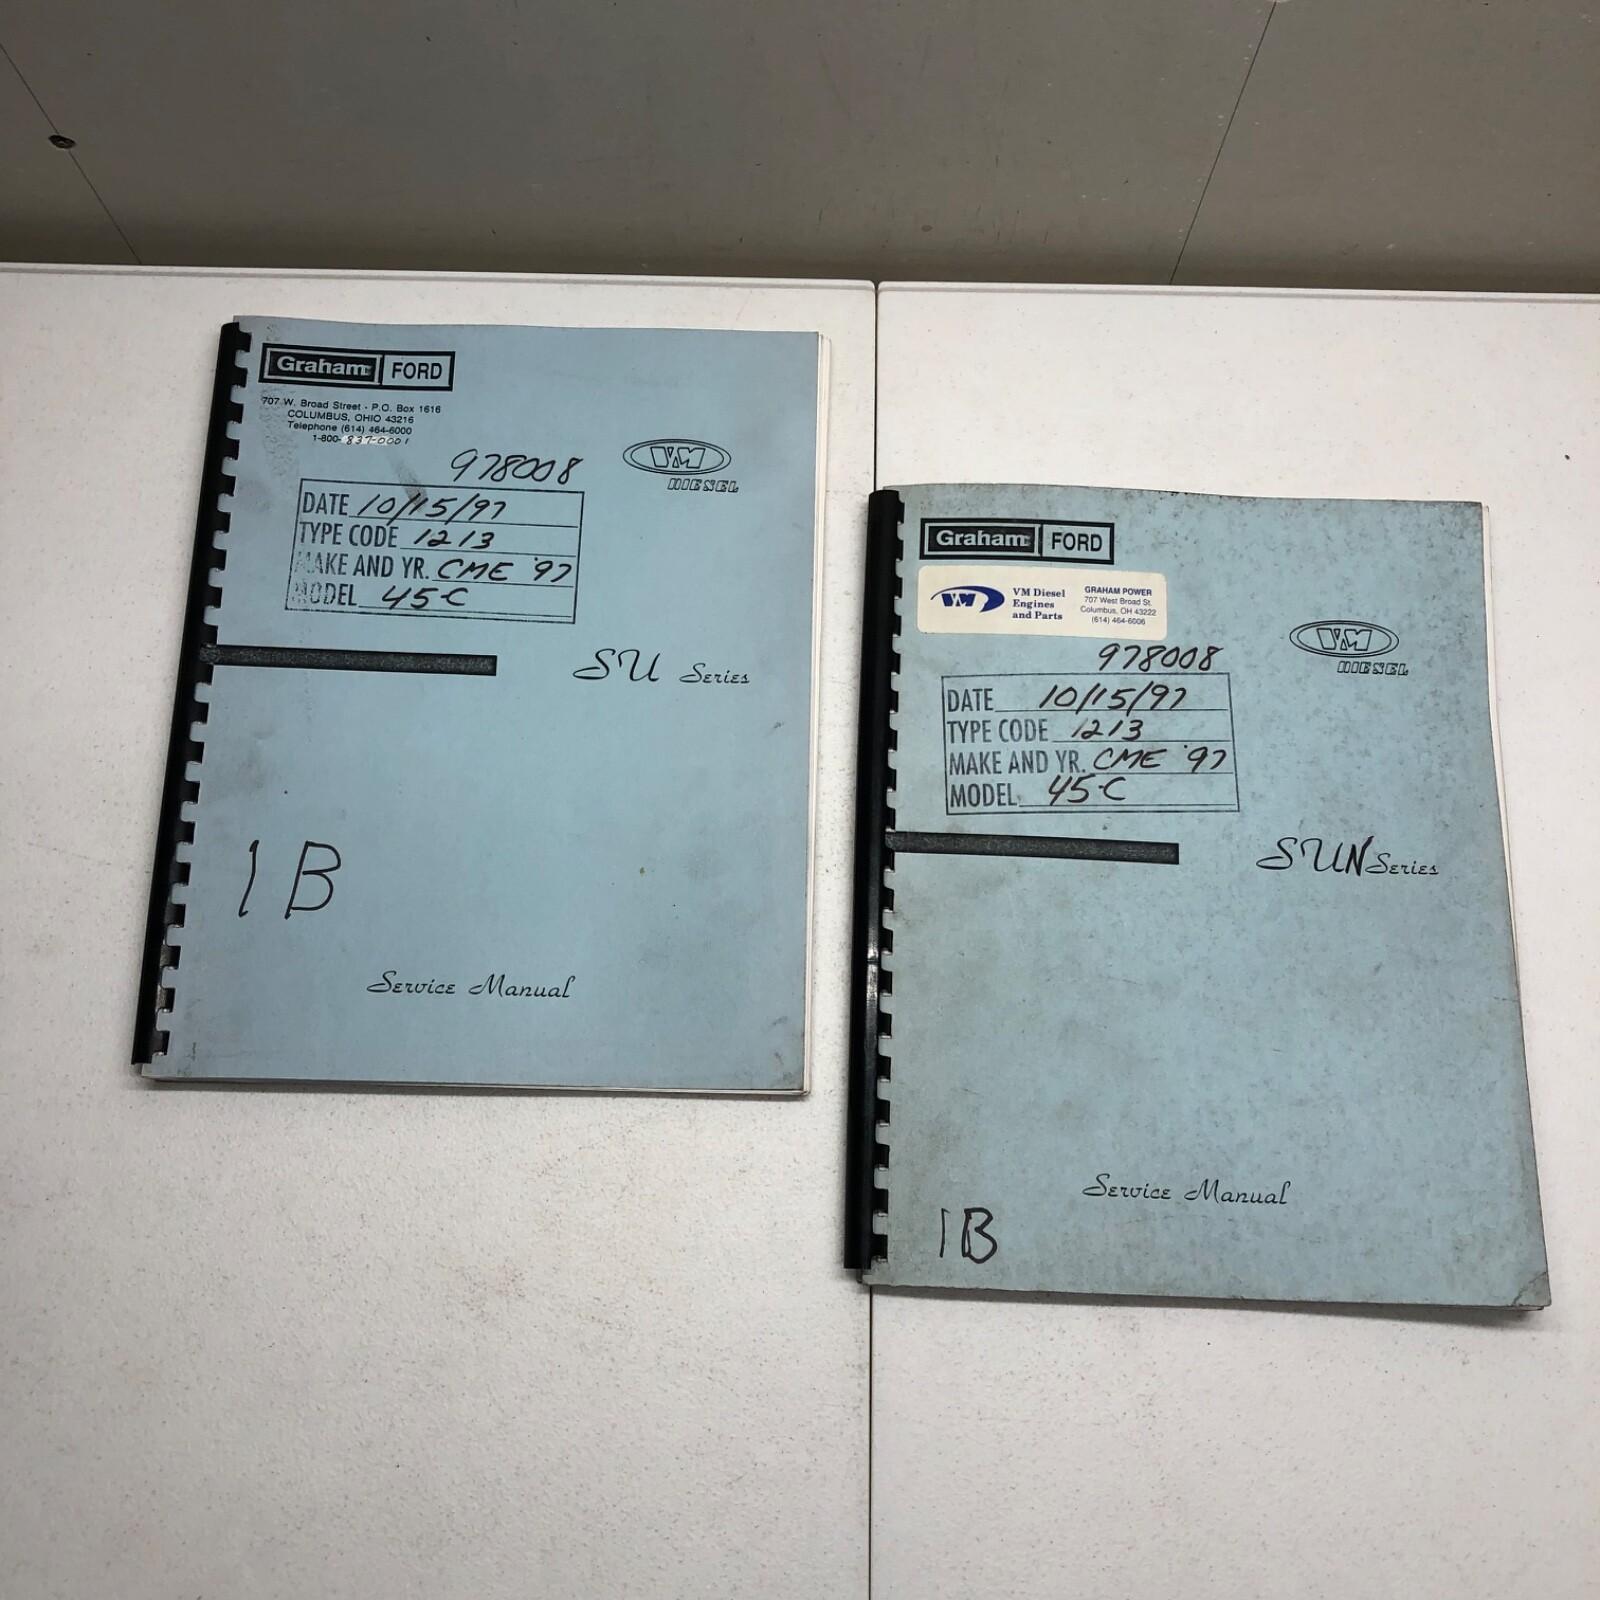 Graham FORD
707 W. Broad Street - P.O. Box 1616
COLUMBUS, OHIO 43216
Telephone (614) 464-6000
1-800-837-0001
978008
VM
DIESEL
DATE 10/15/97
TYPE CODE 1213
MAKE AND YR. CME '97
MODEL 45-C
SU Series
1B
Service Manual
Graham FORD
VM
VM Diesel
Engines
and Parts
GRAHAM POWER
707 West Broad St.
Columbus, OH 43222
(614) 464-6006
978008
VM
DIESEL
DATE 10/15/97
TYPE CODE 1213
MAKE AND YR. CME '97
MODEL 45-C
SUN Series
Service Manual
1B